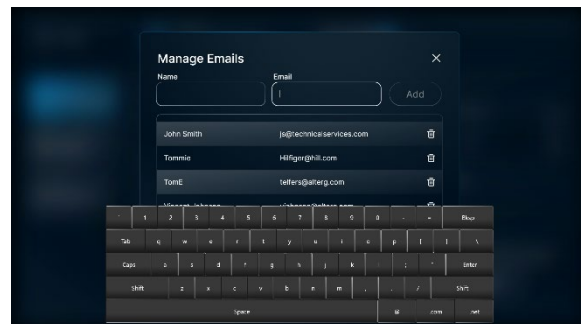 Manage Emails
Name Email
Add
John Smith js@technicalservices.com
Tommie Hilfiger@hill.com
TomE telfers@alterg.com
1 2 3 4 5 6 7 8 9 0 - = Bksp
Tab q w e r t y u i o p [ ] \
Caps a s d f g h j k l ; ' Enter
Shift z x c v b n m , . / Shift
Space @ .com .net